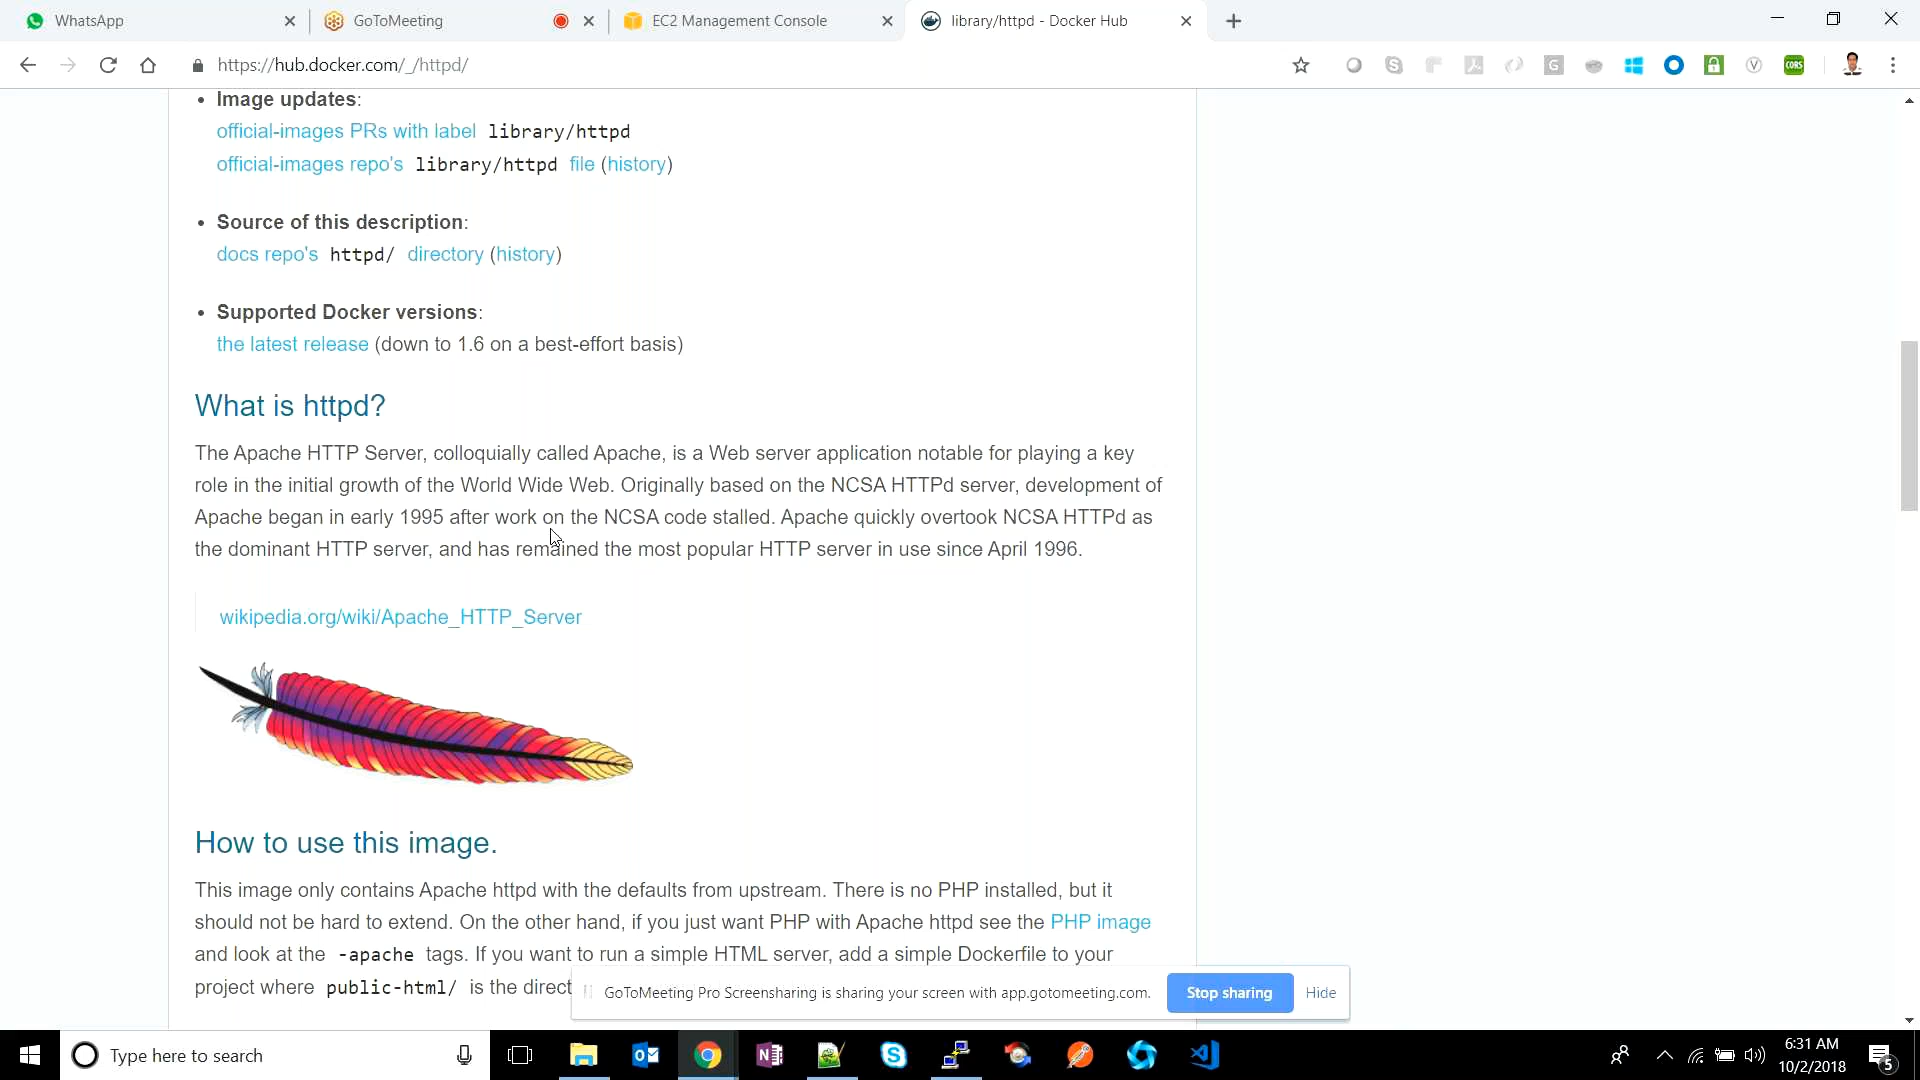 WhatsApp
GoToMeeting
EC2 Management Console
library/httpd - Docker Hub
https://hub.docker.com/_/httpd/
G
CORS
• Image updates:
official-images PRs with label library/httpd
official-images repo's library/httpd file (history)
• Source of this description:
docs repo's httpd/ directory (history)
• Supported Docker versions:
the latest release (down to 1.6 on a best-effort basis)
What is httpd?
The Apache HTTP Server, colloquially called Apache, is a Web server application notable for playing a key
role in the initial growth of the World Wide Web. Originally based on the NCSA HTTPd server, development of
Apache began in early 1995 after work on the NCSA code stalled. Apache quickly overtook NCSA HTTPd as
the dominant HTTP server, and has remained the most popular HTTP server in use since April 1996.
wikipedia.org/wiki/Apache_HTTP_Server
How to use this image.
This image only contains Apache httpd with the defaults from upstream. There is no PHP installed, but it
should not be hard to extend. On the other hand, if you just want PHP with Apache httpd see the PHP image
and look at the -apache tags. If you want to run a simple HTML server, add a simple Dockerfile to your
project where public-html/ is the direct
GoToMeeting Pro Screensharing is sharing your screen with app.gotomeeting.com.
Stop sharing
Hide
Type here to search
6:31 AM
10/2/2018
5